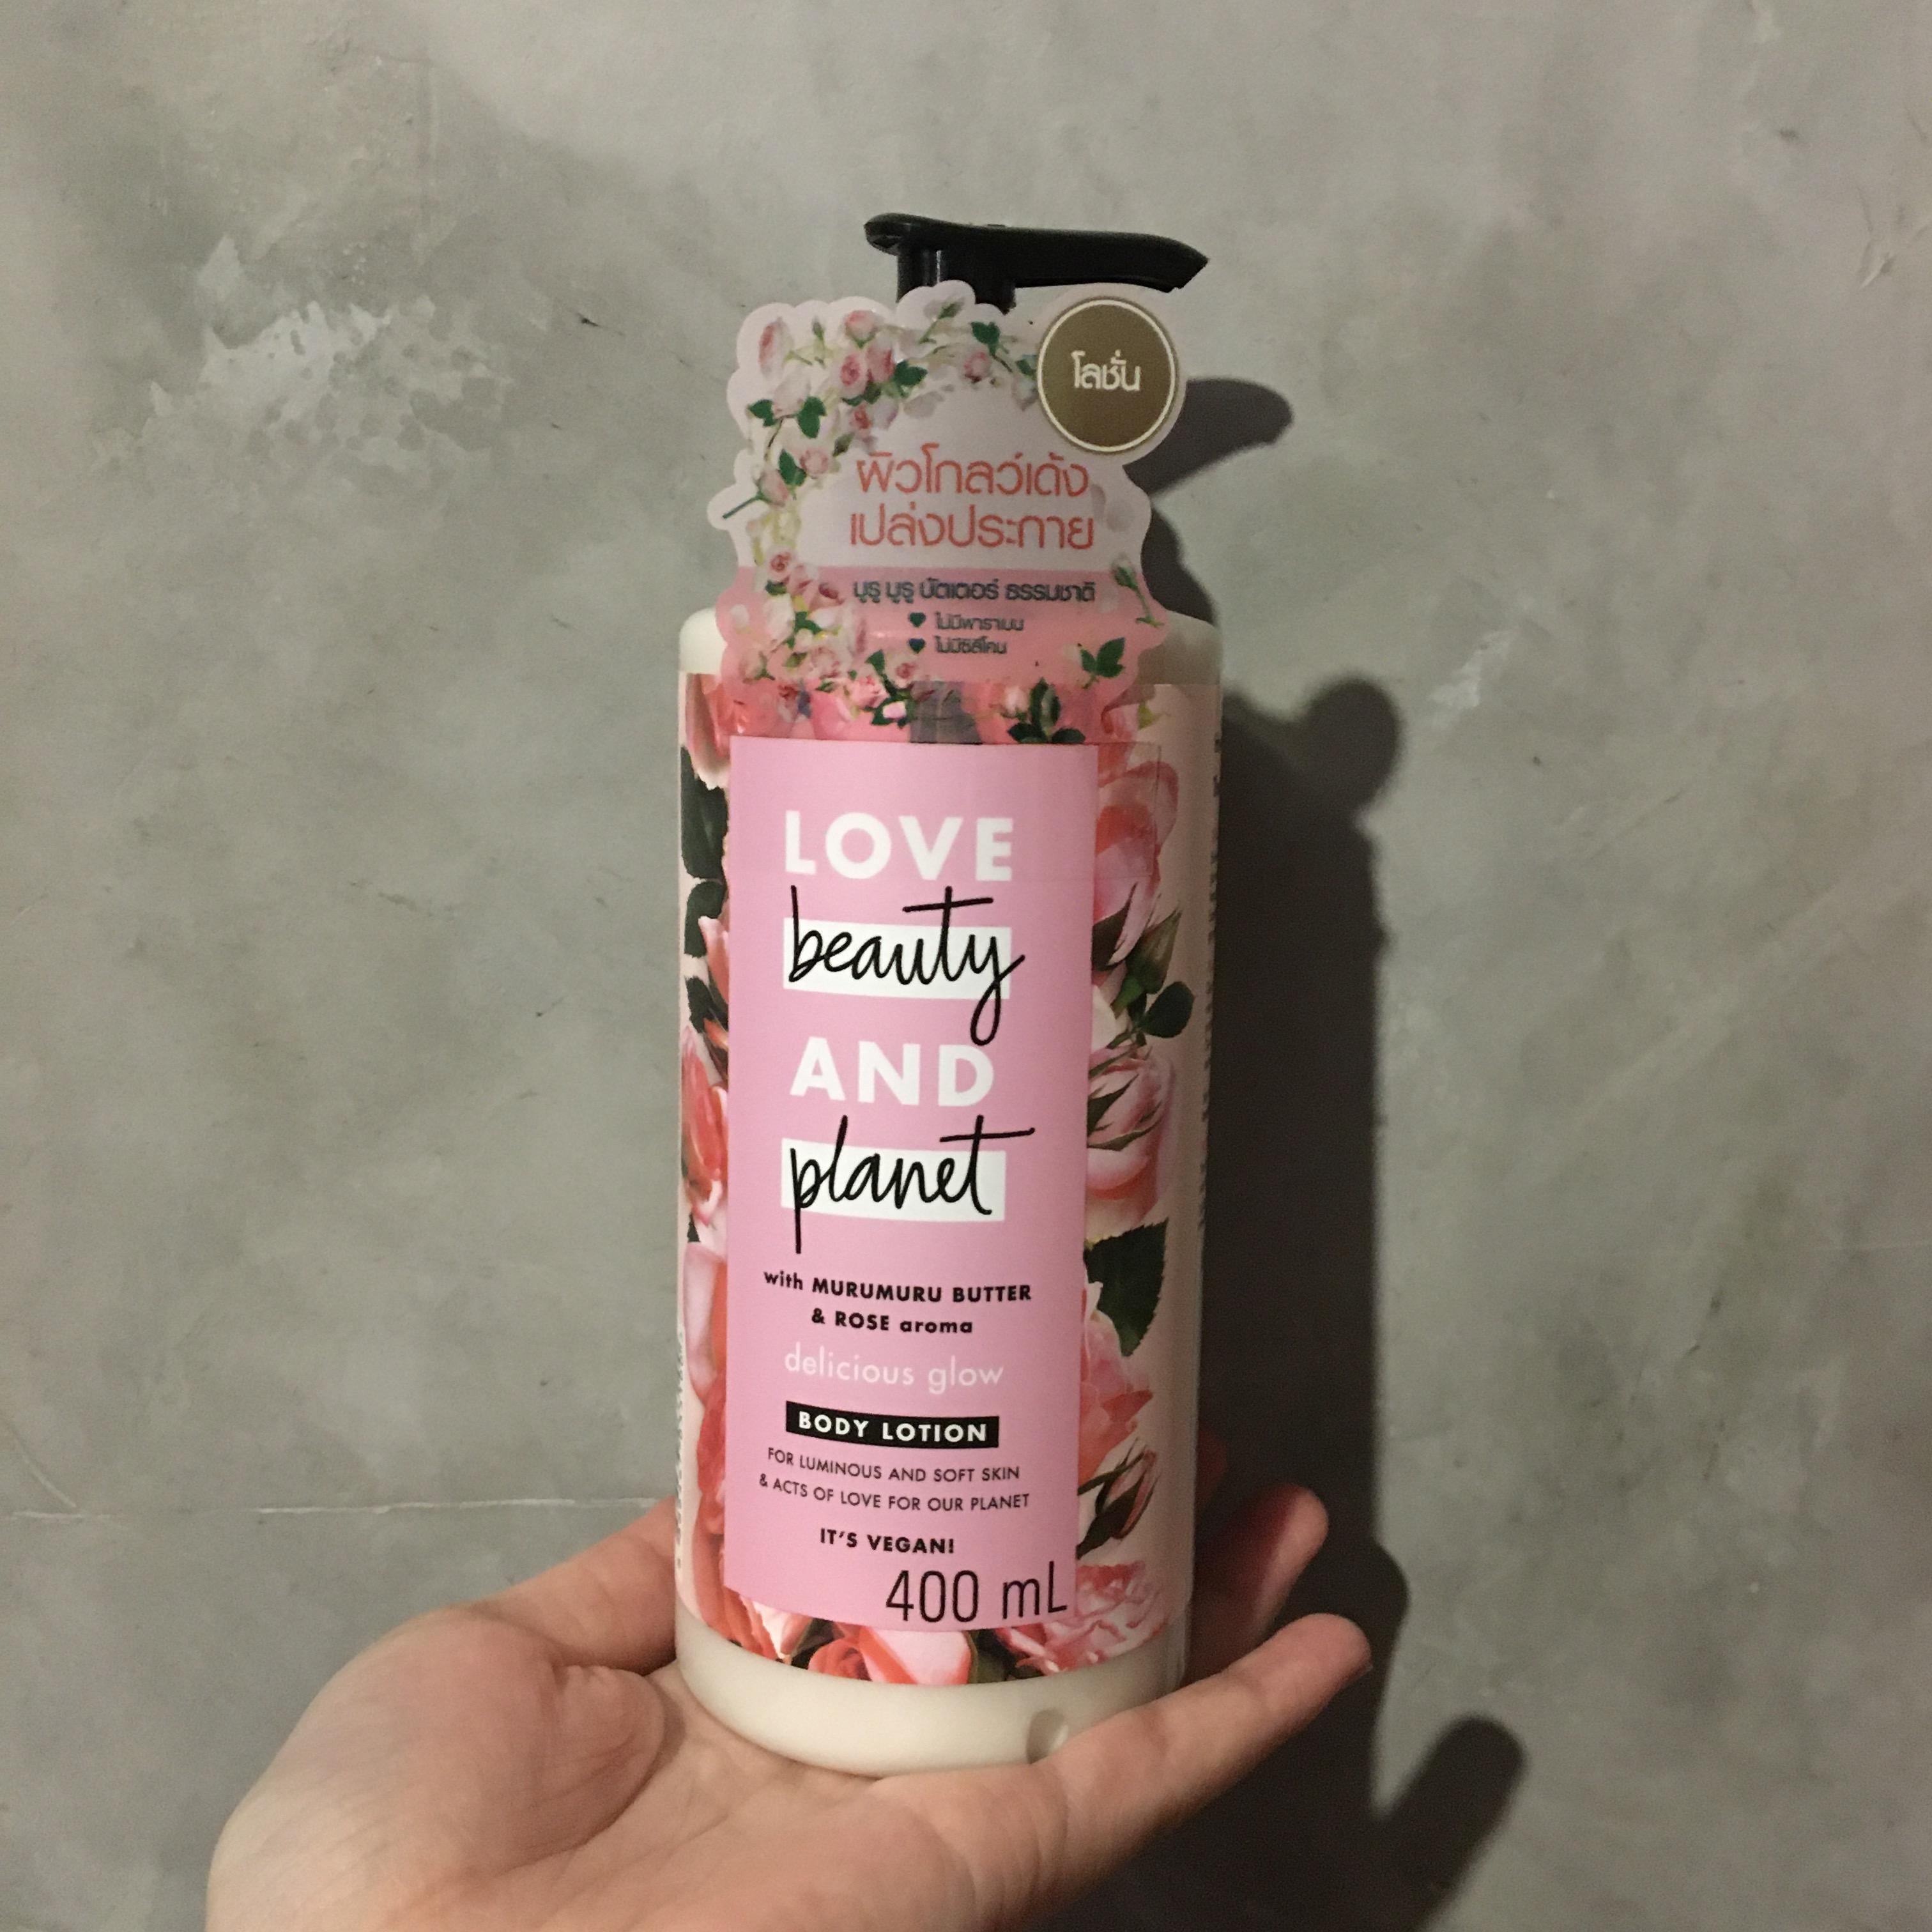 โลชั่น
ผิวโกลว์เด้ง
เปล่งประกาย
มูรู มูรู บัตเตอร์ ธรรมชาติ
ไม่มีพาราเบน
ไม่มีซิลิโคน
LOVE
beauty
AND
planet
with MURUMURU BUTTER
& ROSE aroma
delicious glow
BODY LOTION
FOR LUMINOUS AND SOFT SKIN
& ACTS OF LOVE FOR OUR PLANET
IT'S VEGAN!
400 mL